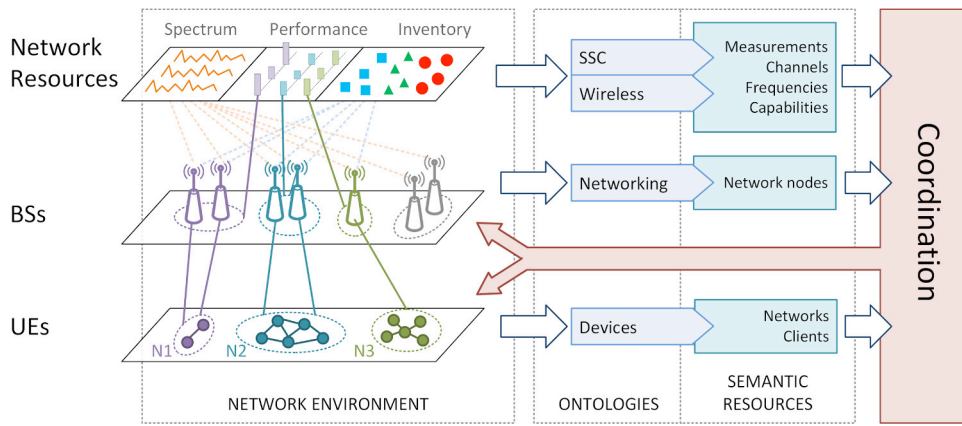 Spectrum Performance Inventory
Network
Resources
SSC
Wireless
Measurements
Channels
Frequencies
Capabilities
BSs
Networking
Network nodes
Coordination
UEs
N1 N2 N3
Devices
Networks
Clients
NETWORK ENVIRONMENT
ONTOLOGIES
SEMANTIC
RESOURCES